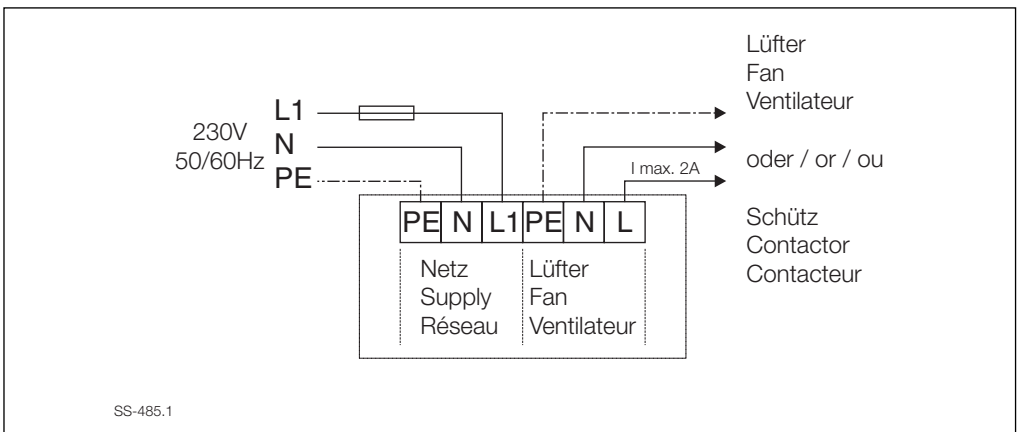 Lüfter
Fan
Ventilateur
L1
230V
N
50/60Hz
PE
oder / or / ou
I max. 2A
PE N L1 PE N L
Schütz
Contactor
Contacteur
Netz
Supply
Réseau
Lüfter
Fan
Ventilateur
SS-485.1